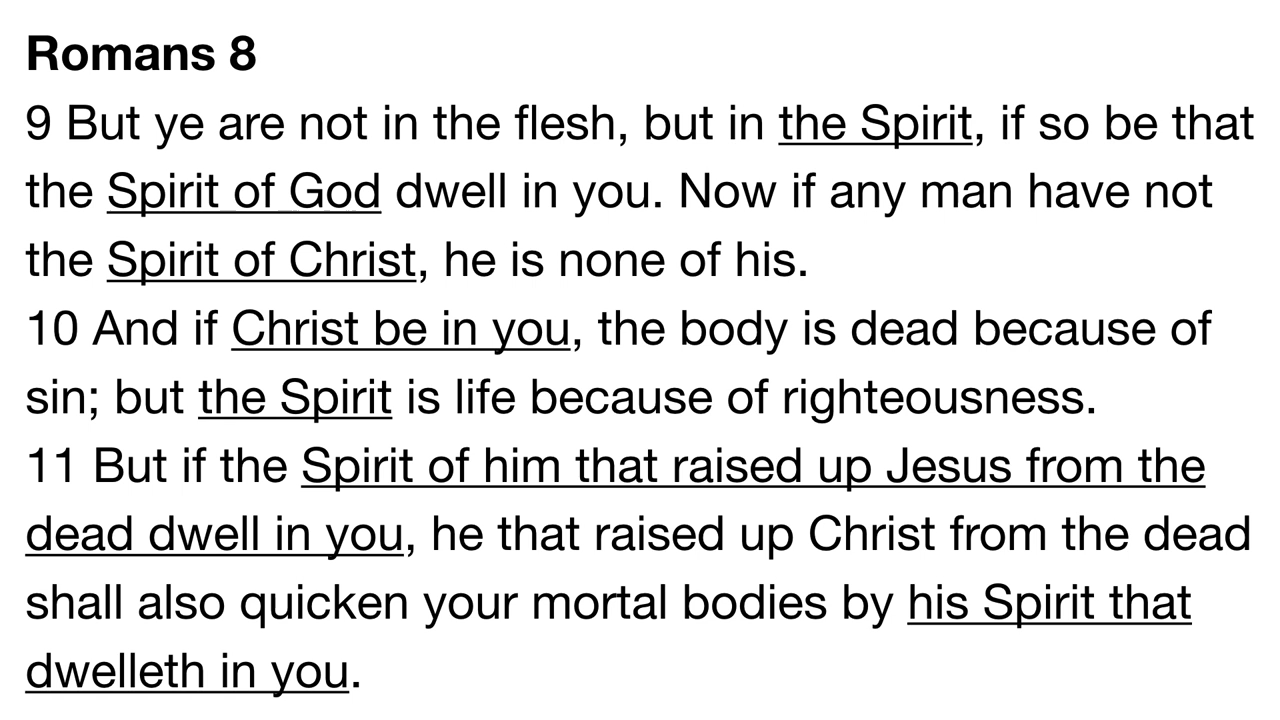 Romans 8
9 But ye are not in the flesh, but in the Spirit, if so be that
the Spirit of God dwell in you. Now if any man have not
the Spirit of Christ, he is none of his.
10 And if Christ be in you, the body is dead because of
sin; but the Spirit is life because of righteousness.
11 But if the Spirit of him that raised up Jesus from the
dead dwell in you, he that raised up Christ from the dead
shall also quicken your mortal bodies by his Spirit that
dwelleth in you.